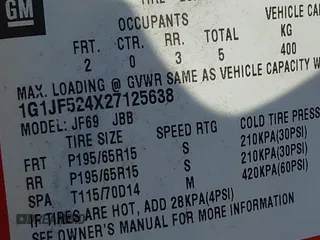 GM
OCCUPANTS
VEHICLE CA
KG
FRT. CTR. RR. TOTAL
2 0 3 5 400
MAX. LOADING @ GVWR SAME AS VEHICLE CAPACITY W
1G1JF524X27125638
MODEL: JF69 JBB
TIRE SIZE SPEED RTG COLD TIRE PRESS
FRT P195/65R15 S 210KPA(30PSI)
RR P195/65R15 S 210KPA(30PSI)
SPA T115/70D14 M 420KPA(60PSI)
IF TIRES ARE HOT, ADD 28KPA(4PSI)
SEE OWNER'S MANUAL FOR MORE INFORMATION